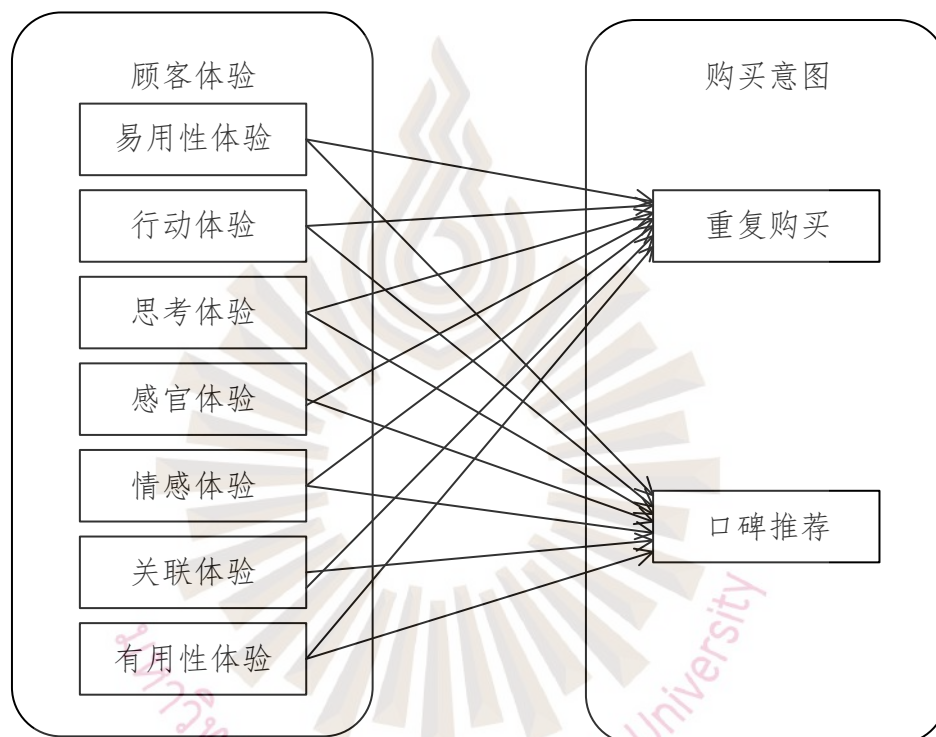 顾客体验
易用性体验
行动体验
思考体验
感官体验
情感体验
关联体验
有用性体验
购买意图
重复购买
口碑推荐
University